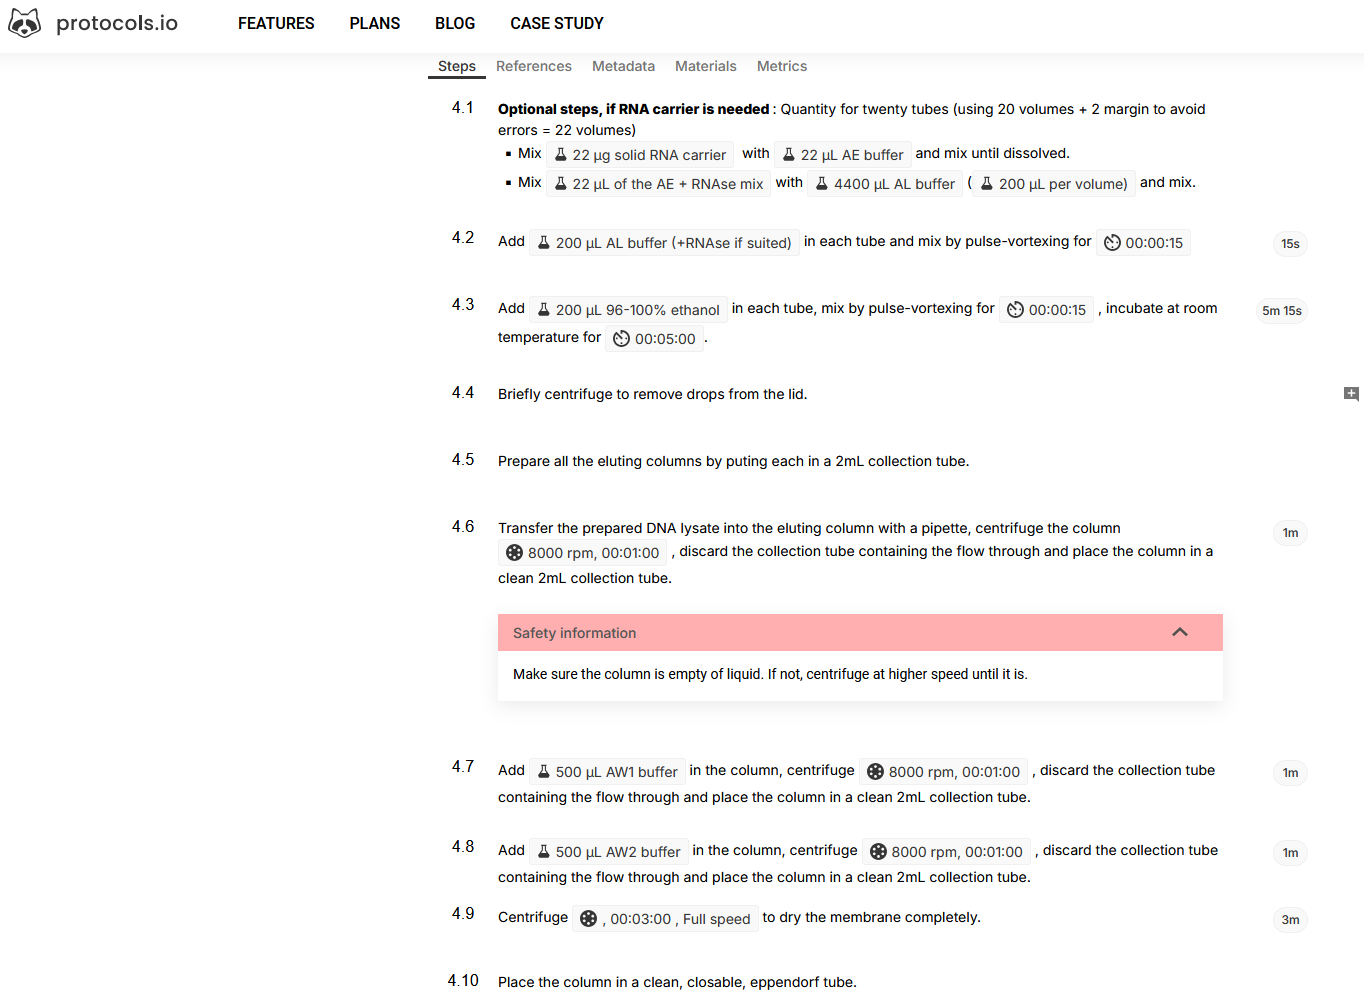 protocols.io
FEATURES PLANS BLOG CASE STUDY
Steps References Metadata Materials Metrics
4.1 Optional steps, if RNA carrier is needed : Quantity for twenty tubes (using 20 volumes + 2 margin to avoid
errors = 22 volumes)
▪ Mix 22 µg solid RNA carrier with 22 µL AE buffer and mix until dissolved.
▪ Mix 22 µL of the AE + RNAse mix with 4400 µL AL buffer ( 200 µL per volume) and mix.
4.2 Add 200 µL AL buffer (+RNAse if suited) in each tube and mix by pulse-vortexing for 00:00:15 15s
4.3 Add 200 µL 96-100% ethanol in each tube, mix by pulse-vortexing for 00:00:15 , incubate at room 5m 15s
temperature for 00:05:00 .
4.4 Briefly centrifuge to remove drops from the lid.
4.5 Prepare all the eluting columns by puting each in a 2mL collection tube.
4.6 Transfer the prepared DNA lysate into the eluting column with a pipette, centrifuge the column 1m
8000 rpm, 00:01:00 , discard the collection tube containing the flow through and place the column in a
clean 2mL collection tube.
Safety information
Make sure the column is empty of liquid. If not, centrifuge at higher speed until it is.
4.7 Add 500 µL AW1 buffer in the column, centrifuge 8000 rpm, 00:01:00 , discard the collection tube 1m
containing the flow through and place the column in a clean 2mL collection tube.
4.8 Add 500 µL AW2 buffer in the column, centrifuge 8000 rpm, 00:01:00 , discard the collection tube 1m
containing the flow through and place the column in a clean 2mL collection tube.
4.9 Centrifuge , 00:03:00 , Full speed to dry the membrane completely. 3m
4.10 Place the column in a clean, closable, eppendorf tube.